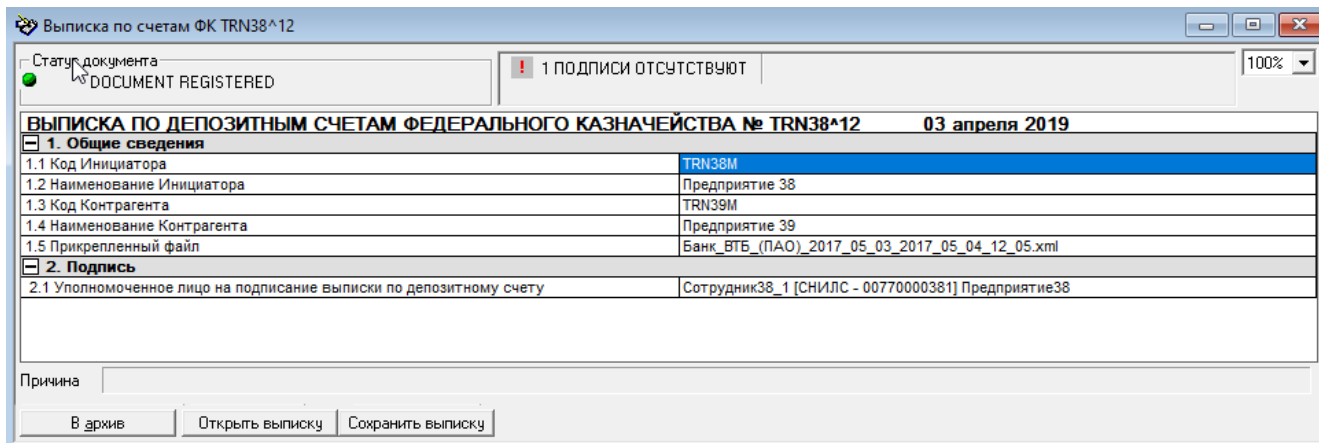 Выписка по счетам ФК TRN38^12
Статус документа
DOCUMENT REGISTERED
! 1 ПОДПИСИ ОТСУТСТВУЮТ
100%
ВЫПИСКА ПО ДЕПОЗИТНЫМ СЧЕТАМ ФЕДЕРАЛЬНОГО КАЗНАЧЕЙСТВА № TRN38^12 03 апреля 2019
1. Общие сведения
1.1 Код Инициатора TRN38M
1.2 Наименование Инициатора Предприятие 38
1.3 Код Контрагента TRN39M
1.4 Наименование Контрагента Предприятие 39
1.5 Прикрепленный файл Банк_ВТБ_(ПАО)_2017_05_03_2017_05_04_12_05.xml
2. Подпись
2.1 Уполномоченное лицо на подписание выписки по депозитному счету Сотрудник38_1 [СНИЛС - 00770000381] Предприятие38
Причина
В архив Открыть выписку Сохранить выписку